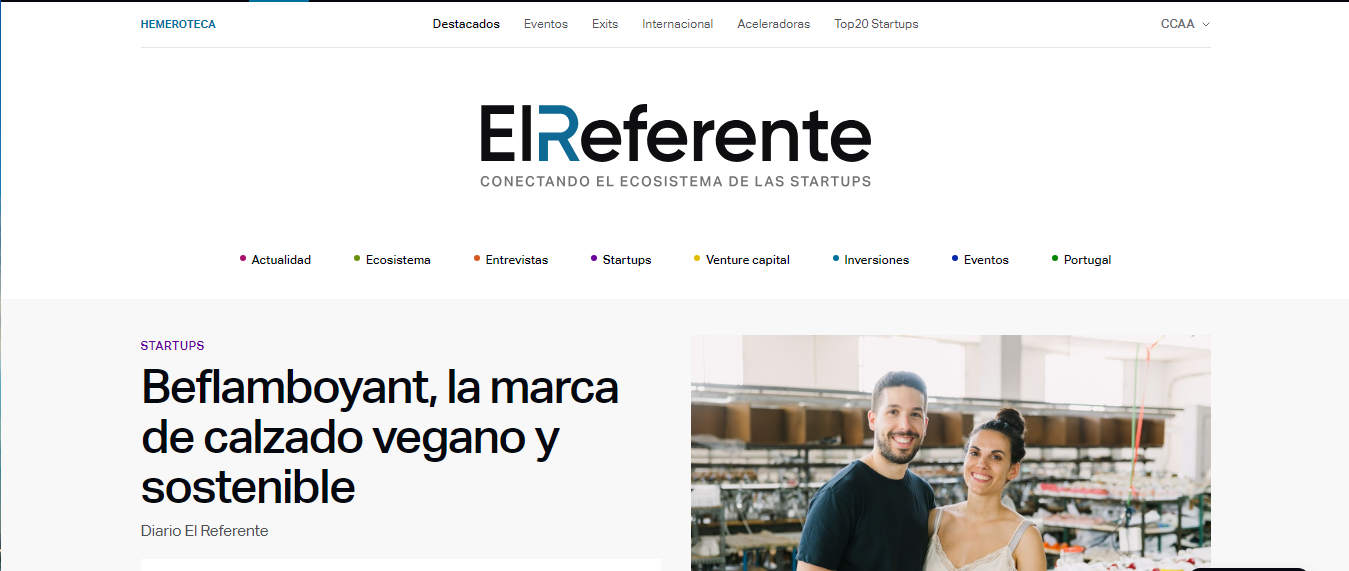 HEMEROTECA
Destacados Eventos Exits Internacional Aceleradoras Top20 Startups
CCAA
ElReferente
CONECTANDO EL ECOSISTEMA DE LAS STARTUPS
Actualidad Ecosistema Entrevistas Startups Venture capital Inversiones Eventos Portugal
STARTUPS
Beflamboyant, la marca
de calzado vegano y
sostenible
Diario El Referente